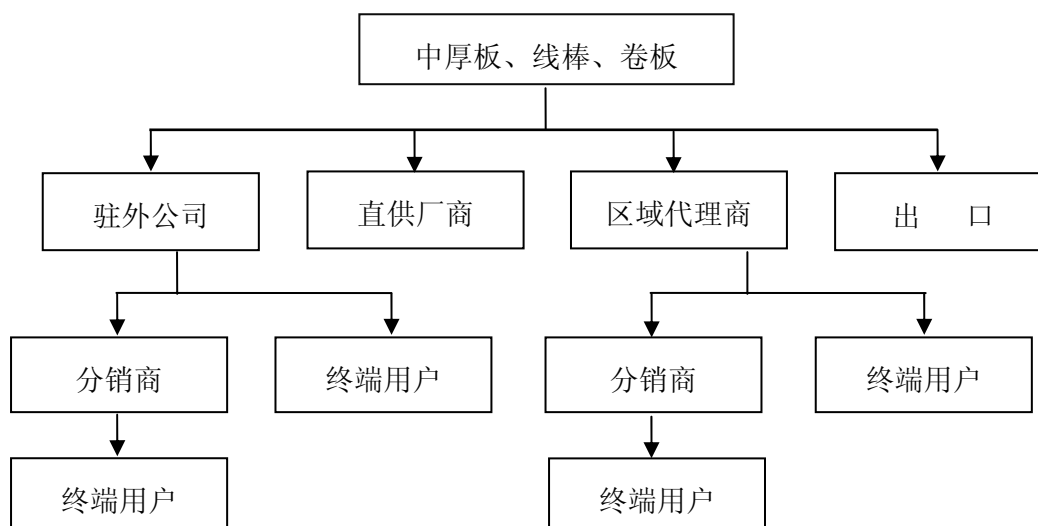 中厚板、线棒、卷板
驻外公司
直供厂商
区域代理商
出 口
分销商
终端用户
分销商
终端用户
终端用户
终端用户